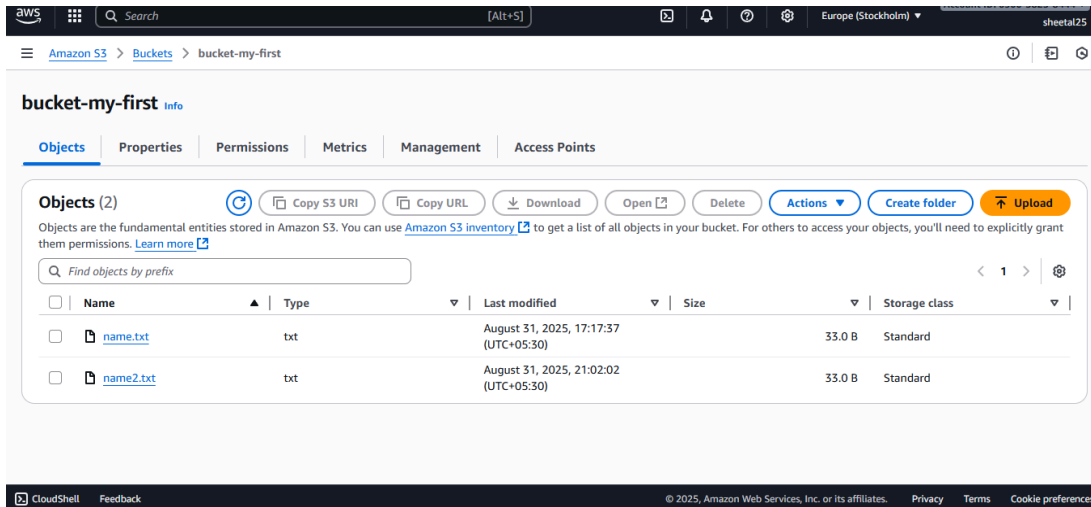 aws Search [Alt+S] Europe (Stockholm) ▼
sheetal25
Amazon S3 > Buckets > bucket-my-first
bucket-my-first Info
Objects Properties Permissions Metrics Management Access Points
Objects (2) Copy S3 URI Copy URL Download Open Delete Actions ▼ Create folder Upload
Objects are the fundamental entities stored in Amazon S3. You can use Amazon S3 inventory to get a list of all objects in your bucket. For others to access your objects, you'll need to explicitly grant
them permissions. Learn more
Find objects by prefix < 1 >
Name ▲ Type Last modified Size Storage class
name.txt txt August 31, 2025, 17:17:37 (UTC+05:30) 33.0 B Standard
name2.txt txt August 31, 2025, 21:02:02 (UTC+05:30) 33.0 B Standard
CloudShell Feedback © 2025, Amazon Web Services, Inc. or its affiliates. Privacy Terms Cookie preferences